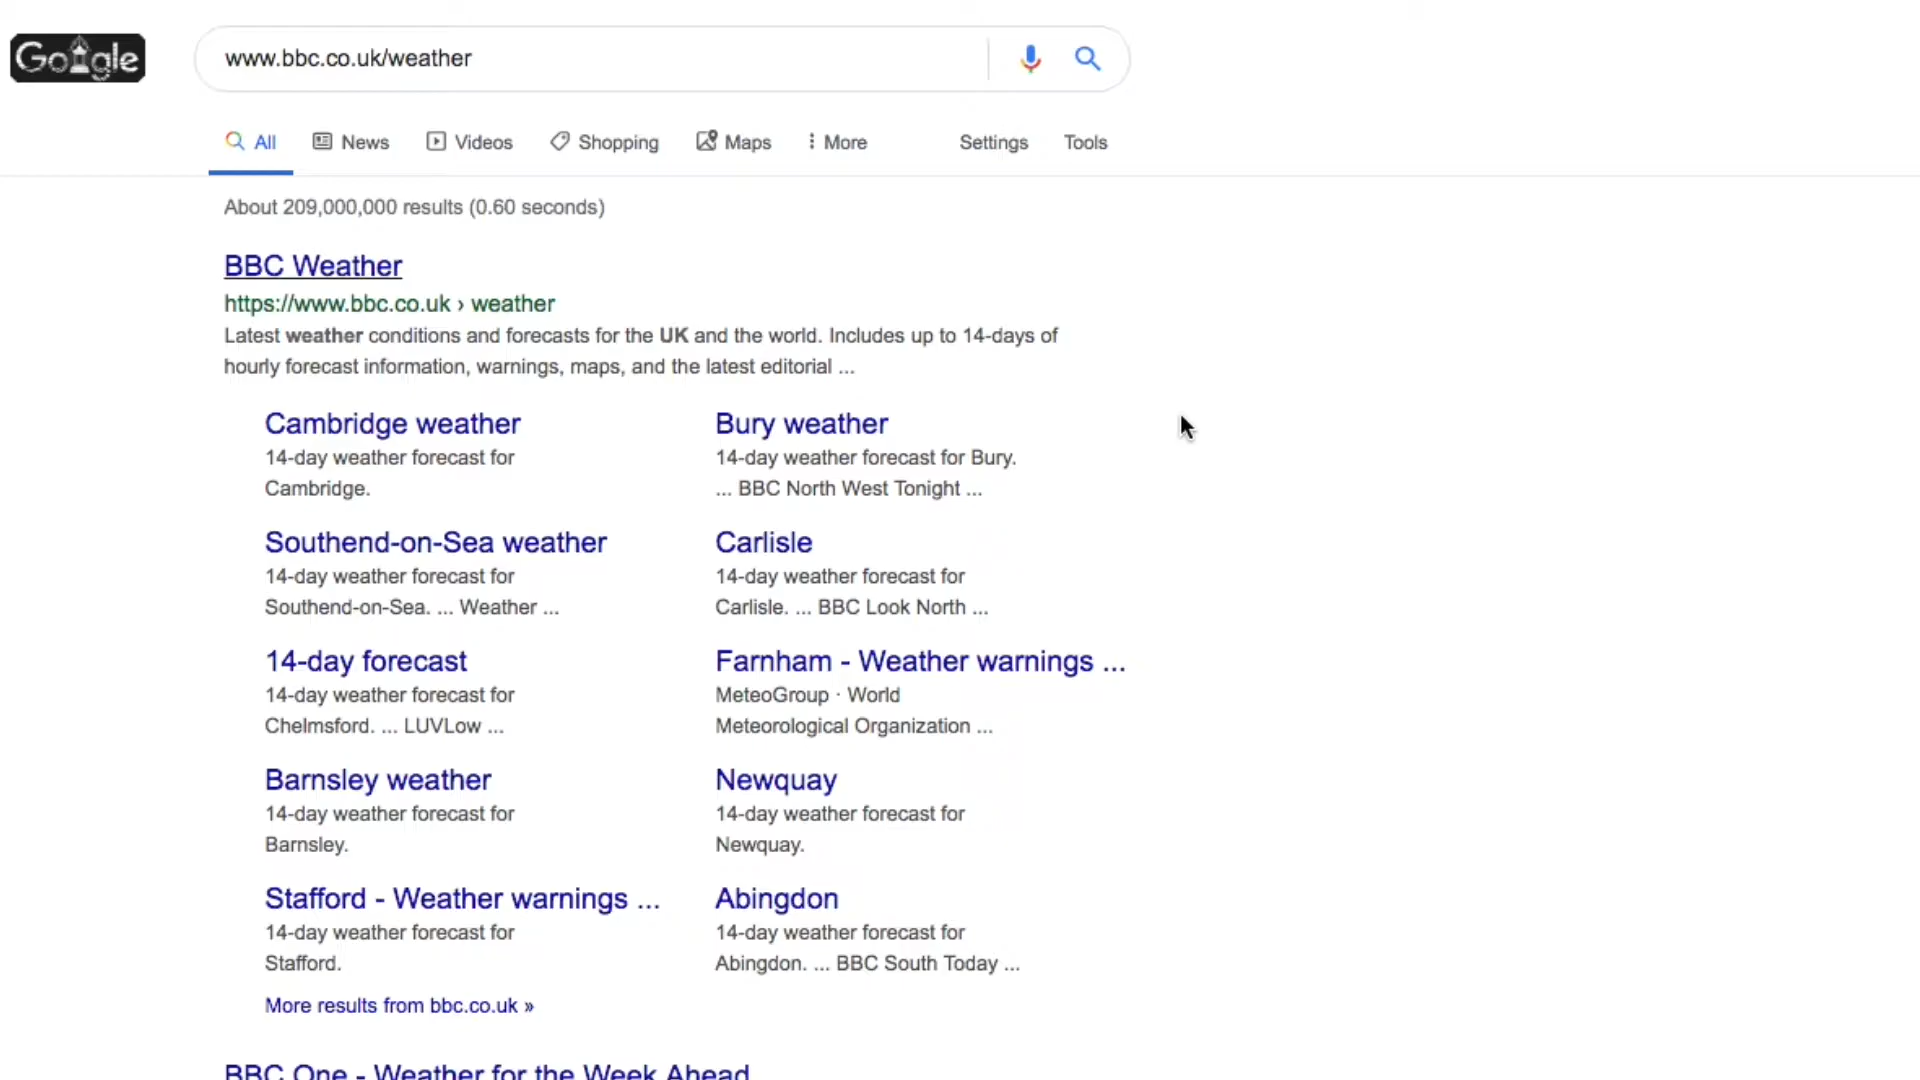 Google
www.bbc.co.uk/weather
All News Videos Shopping Maps More Settings Tools
About 209,000,000 results (0.60 seconds)
BBC Weather
https://www.bbc.co.uk › weather
Latest weather conditions and forecasts for the UK and the world. Includes up to 14-days of
hourly forecast information, warnings, maps, and the latest editorial ...
Cambridge weather
14-day weather forecast for
Cambridge.
Bury weather
14-day weather forecast for Bury.
... BBC North West Tonight ...
Southend-on-Sea weather
14-day weather forecast for
Southend-on-Sea. ... Weather ...
Carlisle
14-day weather forecast for
Carlisle. ... BBC Look North ...
14-day forecast
14-day weather forecast for
Chelmsford. ... LUVLow ...
Farnham - Weather warnings ...
MeteoGroup · World
Meteorological Organization ...
Barnsley weather
14-day weather forecast for
Barnsley.
Newquay
14-day weather forecast for
Newquay.
Stafford - Weather warnings ...
14-day weather forecast for
Stafford.
Abingdon
14-day weather forecast for
Abingdon. ... BBC South Today ...
More results from bbc.co.uk »
BBC One - Weather for the Week Ahead